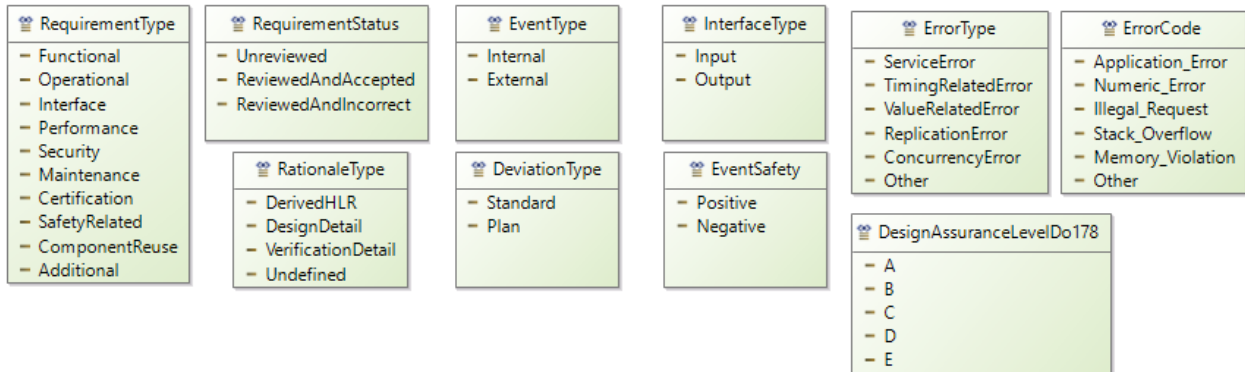 RequirementType
- Functional
- Operational
- Interface
- Performance
- Security
- Maintenance
- Certification
- SafetyRelated
- ComponentReuse
- Additional
RequirementStatus
- Unreviewed
- ReviewedAndAccepted
- ReviewedAndIncorrect
EventType
- Internal
- External
InterfaceType
- Input
- Output
ErrorType
- ServiceError
- TimingRelatedError
- ValueRelatedError
- ReplicationError
- ConcurrencyError
- Other
ErrorCode
- Application_Error
- Numeric_Error
- Illegal_Request
- Stack_Overflow
- Memory_Violation
- Other
RationaleType
- DerivedHLR
- DesignDetail
- VerificationDetail
- Undefined
DeviationType
- Standard
- Plan
EventSafety
- Positive
- Negative
DesignAssuranceLevelDo178
- A
- B
- C
- D
- E